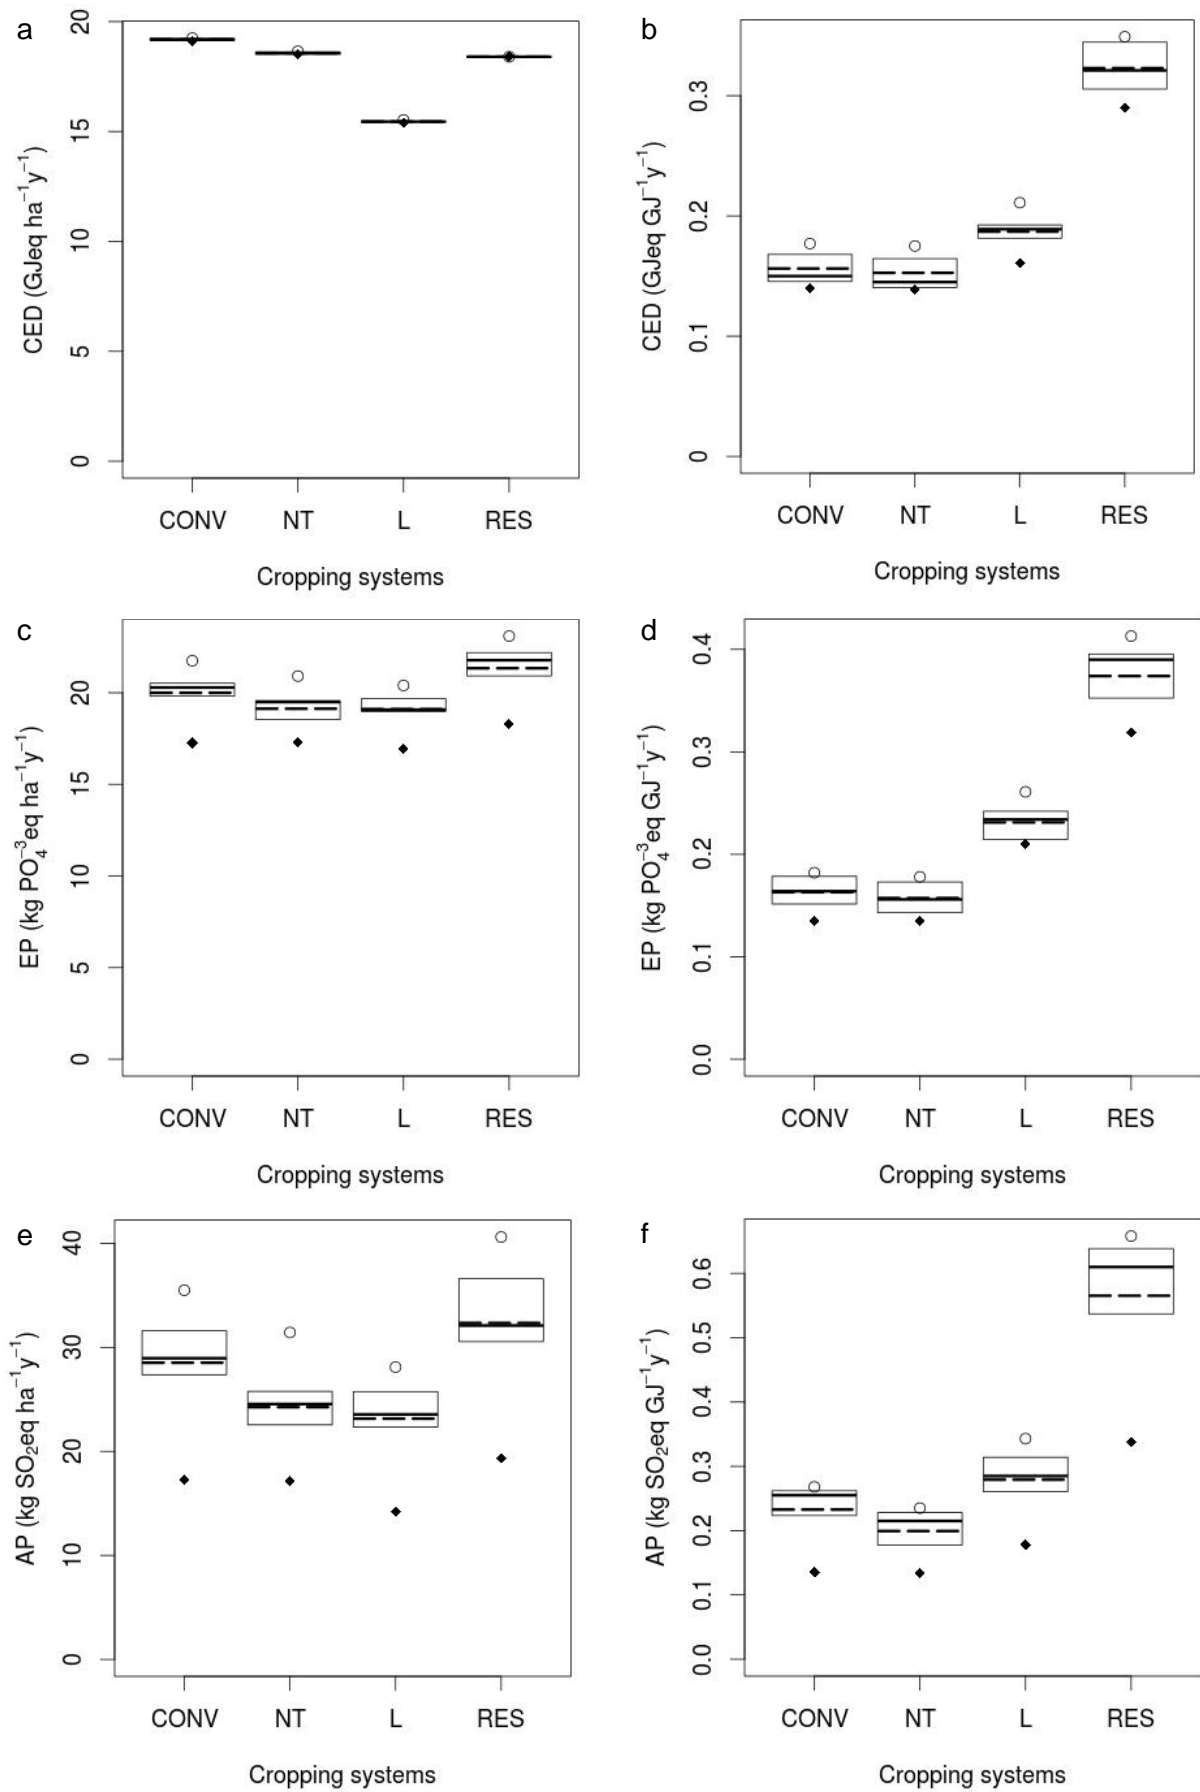 a
CED (GJeq ha⁻¹y⁻¹)
20
15
10
5
0
CONV NT L RES
Cropping systems
b
CED (GJeq GJ⁻¹y⁻¹)
0.3
0.2
0.1
0
CONV NT L RES
Cropping systems
c
EP (kg PO₄⁻³eq ha⁻¹y⁻¹)
20
15
10
5
0
CONV NT L RES
Cropping systems
d
EP (kg PO₄⁻³eq GJ⁻¹y⁻¹)
0.4
0.3
0.2
0.1
0.0
CONV NT L RES
Cropping systems
e
AP (kg SO₂eq ha⁻¹y⁻¹)
40
30
20
10
0
CONV NT L RES
Cropping systems
f
AP (kg SO₂eq GJ⁻¹y⁻¹)
0.6
0.5
0.4
0.3
0.2
0.1
0.0
CONV NT L RES
Cropping systems